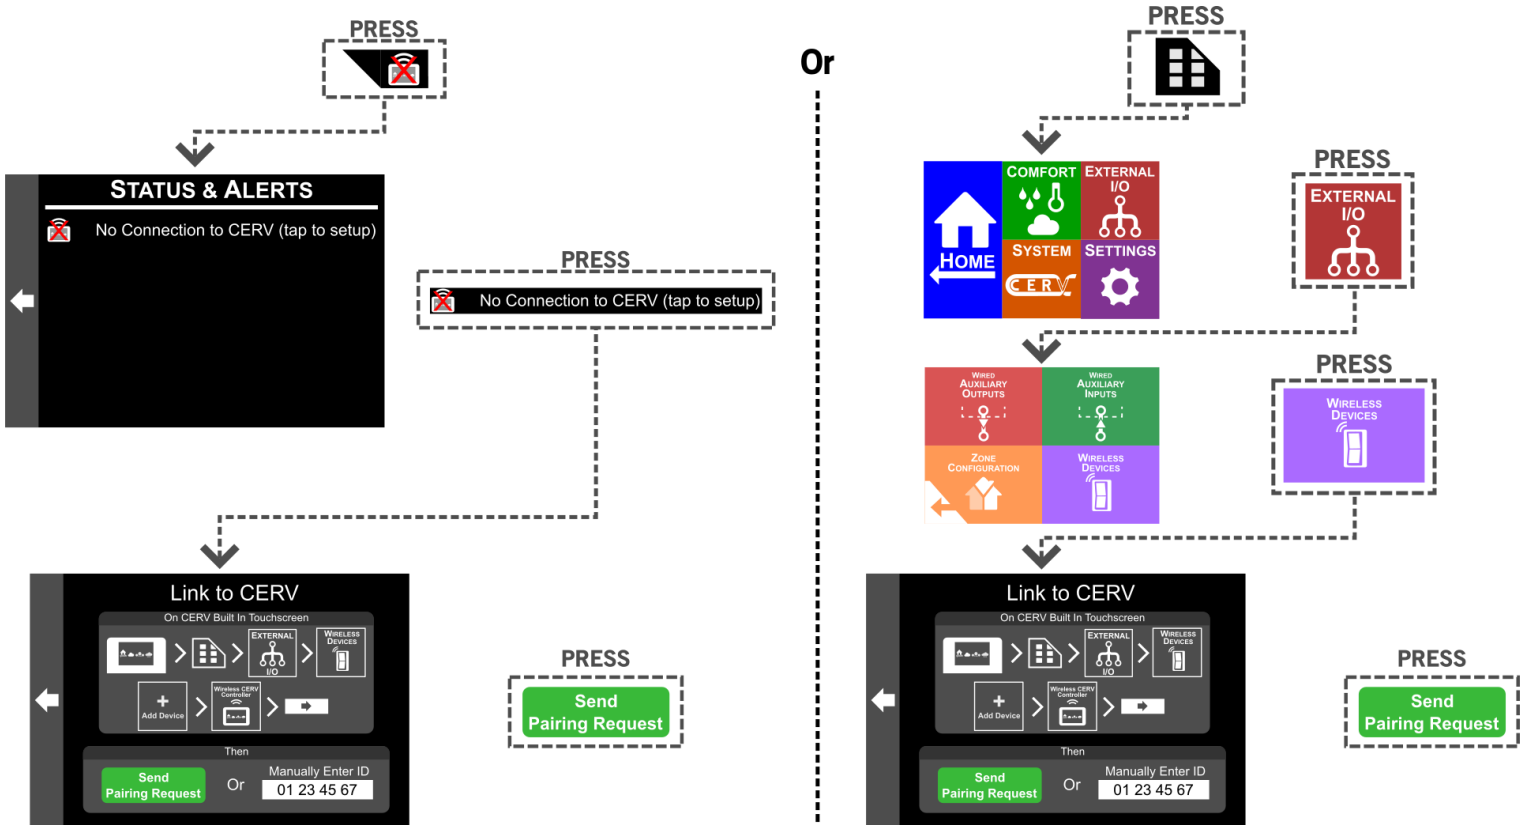 PRESS
STATUS & ALERTS
No Connection to CERV (tap to setup)
PRESS
No Connection to CERV (tap to setup)
Link to CERV
On CERV Built In Touchscreen
EXTERNAL
I/O
WIRELESS
DEVICES
+
Add Device
Wireless CERV
Controller
Then
Send
Pairing Request
Or
Manually Enter ID
01 23 45 67
PRESS
Send
Pairing Request
Or
PRESS
HOME
COMFORT
EXTERNAL
I/O
SYSTEM
CERV
SETTINGS
PRESS
EXTERNAL
I/O
WIRED
AUXILIARY
OUTPUTS
WIRED
AUXILIARY
INPUTS
ZONE
CONFIGURATION
WIRELESS
DEVICES
PRESS
WIRELESS
DEVICES
Link to CERV
On CERV Built In Touchscreen
EXTERNAL
I/O
WIRELESS
DEVICES
+
Add Device
Wireless CERV
Controller
Then
Send
Pairing Request
Or
Manually Enter ID
01 23 45 67
PRESS
Send
Pairing Request